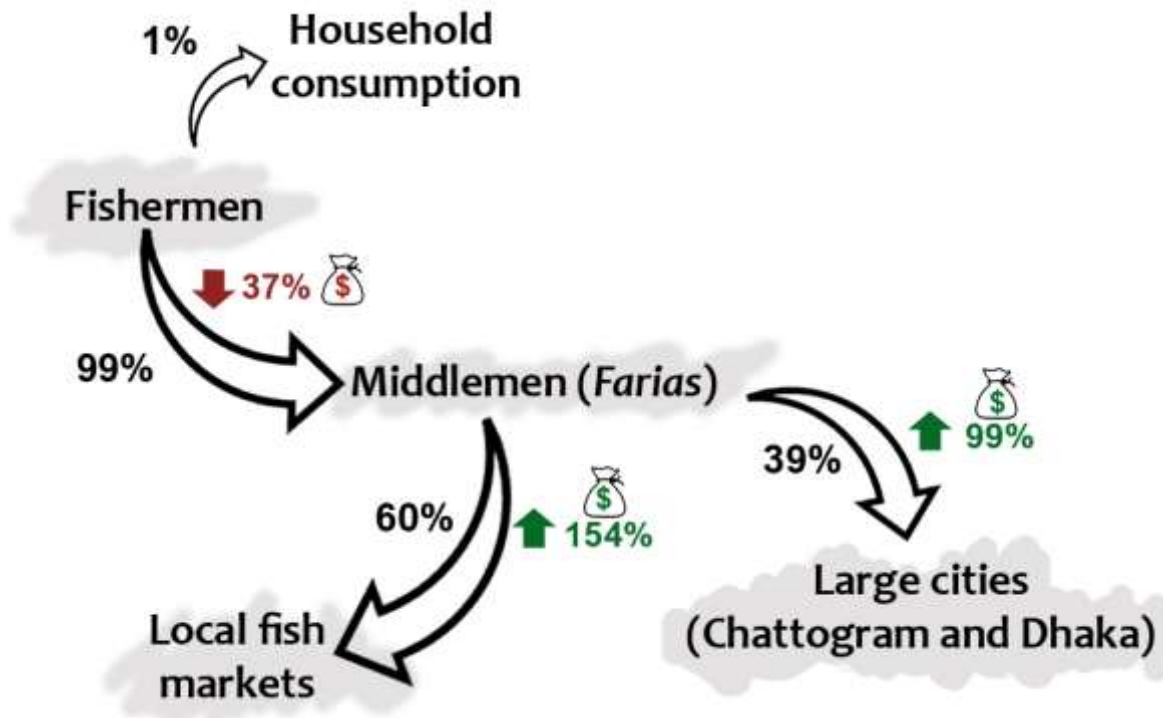 1%
Household
consumption
Fishermen
37% $
99%
Middlemen (Farias)
$
99%
39%
60%
$
154%
Large cities
(Chattogram and Dhaka)
Local fish
markets